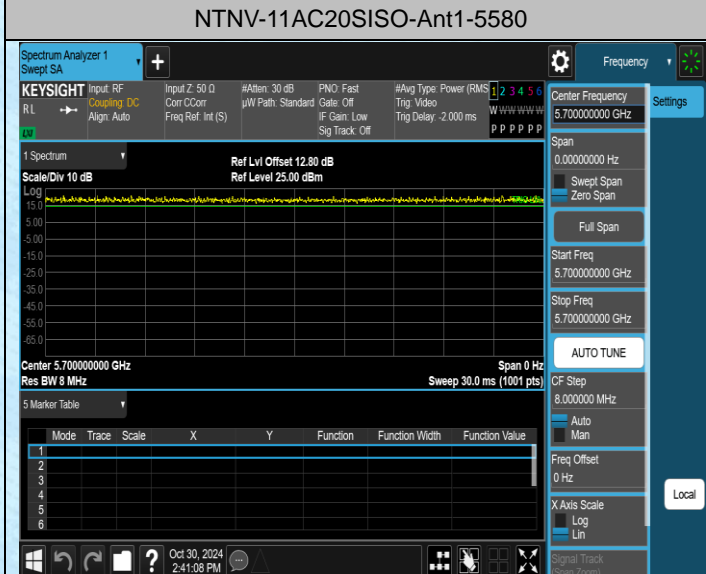 NTNV-11AC20SISO-Ant1-5580
Spectrum Analyzer 1
Swept SA
Frequency
KEYSIGHT
RL
Input: RF
Coupling: DC
Align: Auto
Input Z: 50 Ω
Corr CCorr
Freq Ref: Int (S)
#Atten: 30 dB
µW Path: Standard
PNO: Fast
Gate: Off
IF Gain: Low
Sig Track: Off
#Avg Type: Power (RMS
Trig: Video
Trig Delay: -2.000 ms
1 2 3 4 5 6
W W W W W W
P P P P P P
Settings
Center Frequency
5.700000000 GHz
Span
0.00000000 Hz
Swept Span
Zero Span
Full Span
Start Freq
5.700000000 GHz
Stop Freq
5.700000000 GHz
AUTO TUNE
CF Step
8.000000 MHz
Auto
Man
Freq Offset
0 Hz
X Axis Scale
Log
Lin
Signal Track
(Span Zoom)
Local
1 Spectrum
Scale/Div 10 dB
Ref Lvl Offset 12.80 dB
Ref Level 25.00 dBm
Log
15.0
5.00
-5.00
-15.0
-25.0
-35.0
-45.0
-55.0
-65.0
Center 5.700000000 GHz
Span 0 Hz
Res BW 8 MHz
Sweep 30.0 ms (1001 pts)
5 Marker Table
Mode Trace Scale X Y Function Function Width Function Value
1
2
3
4
5
6
Oct 30, 2024
2:41:08 PM